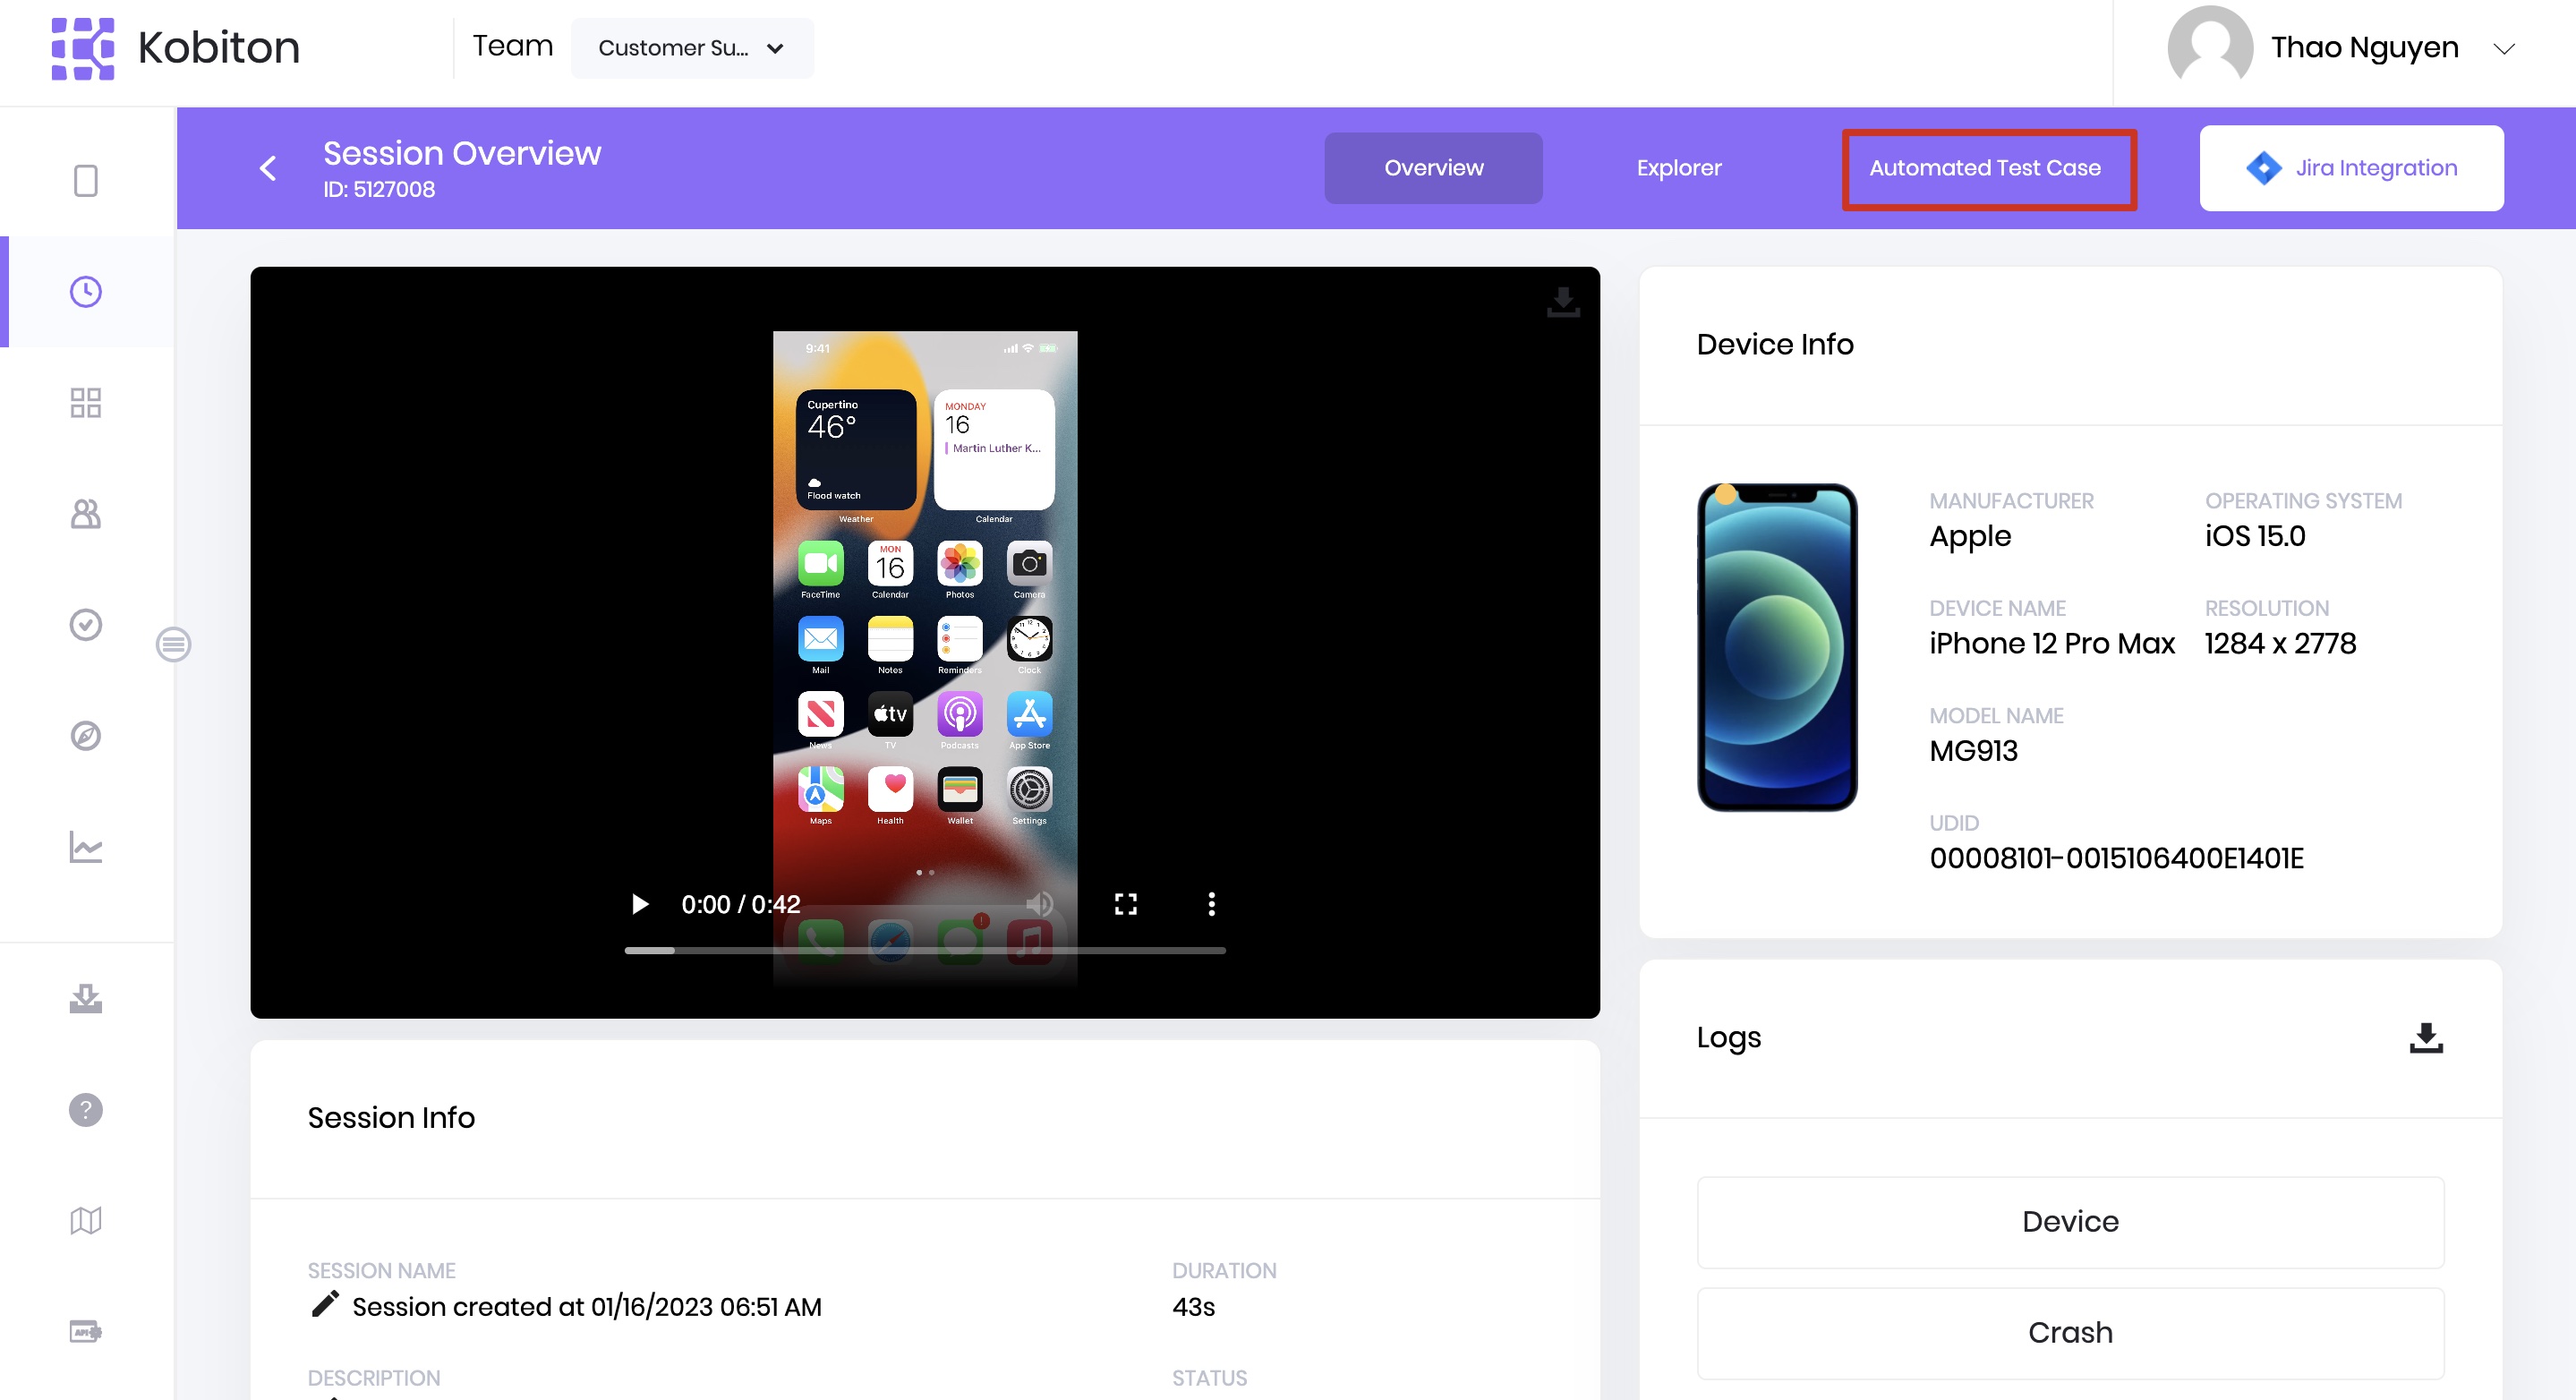 Kobiton
Team
Customer Su...
Thao Nguyen
Session Overview
ID: 5127008
Overview
Explorer
Automated Test Case
Jira Integration
9:41
Cupertino
46°
Flood watch
Weather
MONDAY
16
Martin Luther K...
Calendar
FaceTime
MON
16
Calendar
Photos
Camera
Mail
Notes
Reminders
Clock
News
tv
TV
Podcasts
App Store
Maps
Health
Wallet
Settings
0:00 / 0:42
Device Info
MANUFACTURER
Apple
OPERATING SYSTEM
iOS 15.0
DEVICE NAME
iPhone 12 Pro Max
RESOLUTION
1284 x 2778
MODEL NAME
MG913
UDID
00008101-0015106400E1401E
Logs
Device
Crash
Session Info
SESSION NAME
Session created at 01/16/2023 06:51 AM
DURATION
43s
DESCRIPTION
STATUS
API